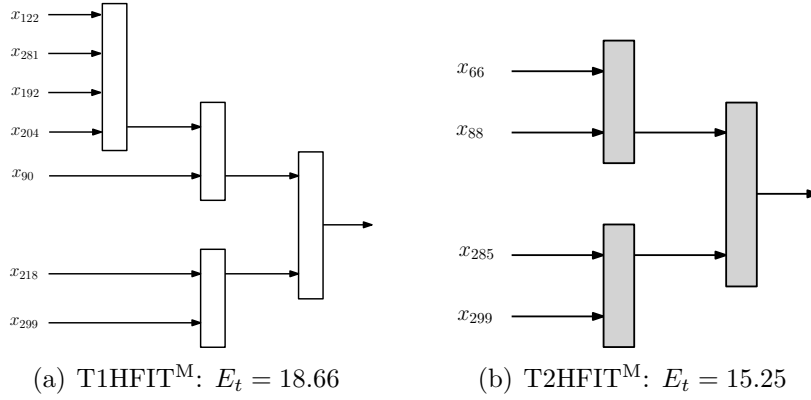 x₁₂₂
x₂₈₁
x₁₉₂
x₂₀₄
x₉₀
x₂₁₈
x₂₉₉
(a) T1HFITᴹ: Eₜ = 18.66
x₆₆
x₈₈
x₂₈₅
x₂₉₉
(b) T2HFITᴹ: Eₜ = 15.25